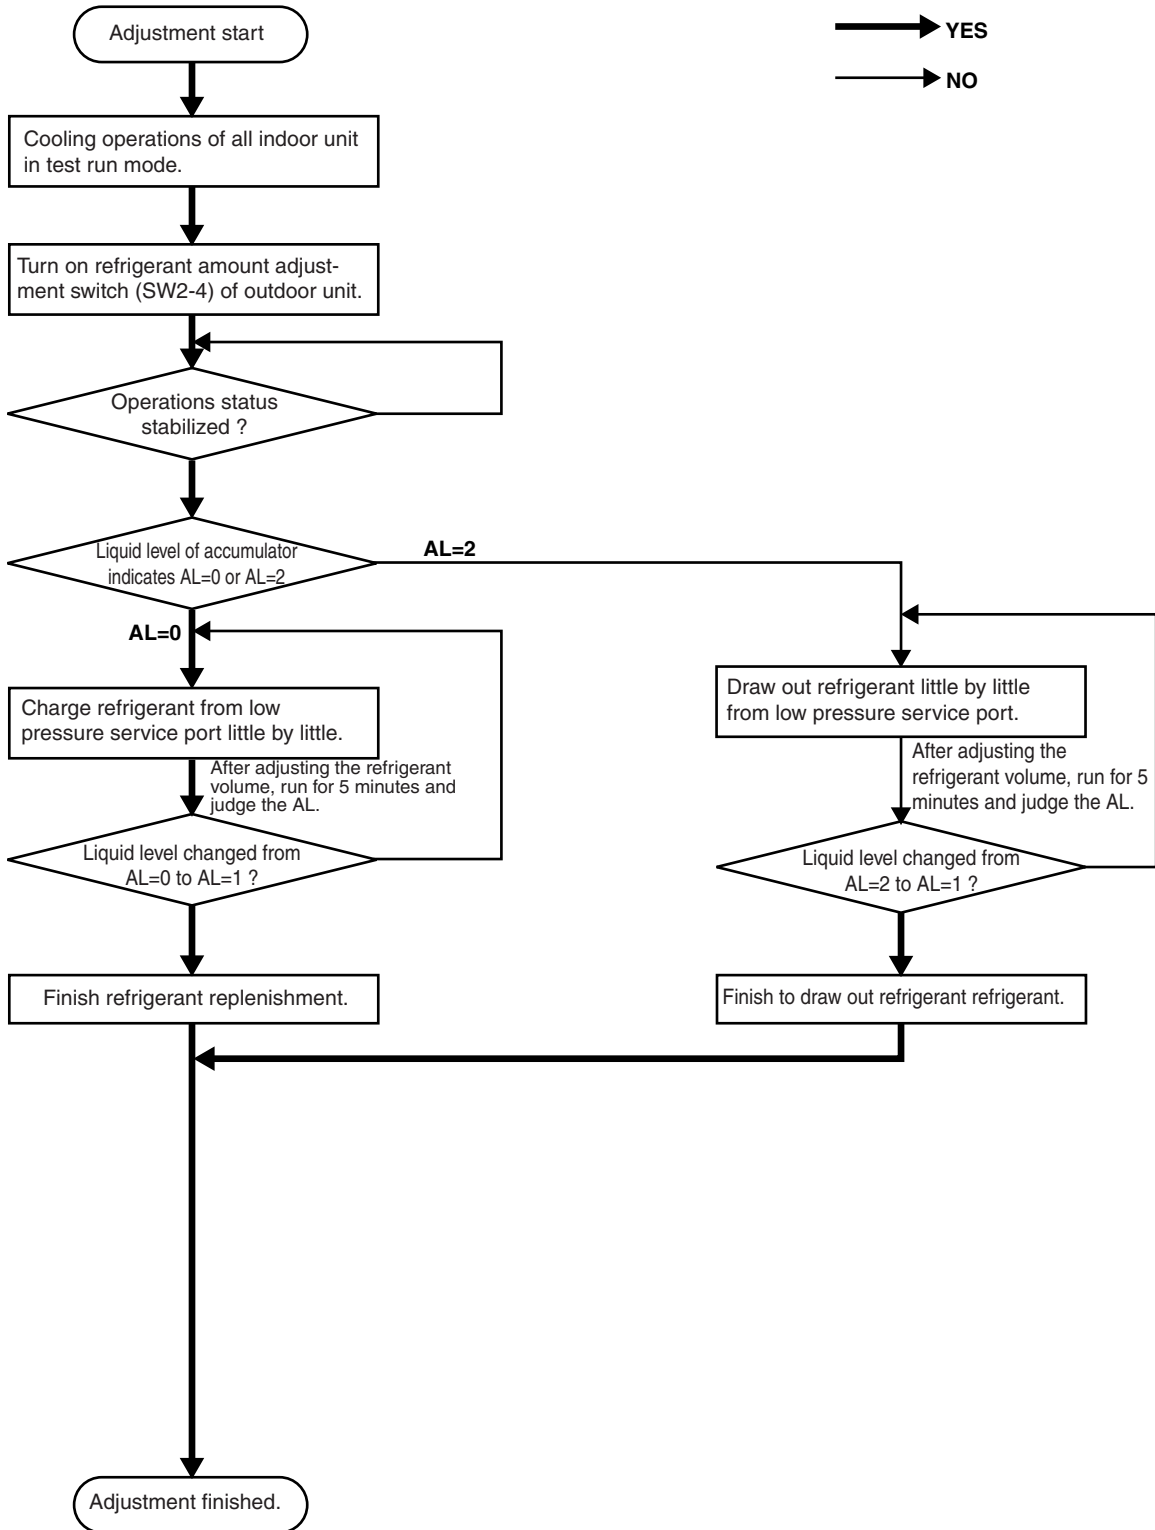 Adjustment start
YES
NO
Cooling operations of all indoor unit
in test run mode.
Turn on refrigerant amount adjust-
ment switch (SW2-4) of outdoor unit.
Operations status
stabilized ?
Liquid level of accumulator
indicates AL=0 or AL=2
AL=2
AL=0
Charge refrigerant from low
pressure service port little by little.
After adjusting the refrigerant
volume, run for 5 minutes and
judge the AL.
Liquid level changed from
AL=0 to AL=1 ?
Finish refrigerant replenishment.
Draw out refrigerant little by little
from low pressure service port.
After adjusting the
refrigerant volume, run for 5
minutes and judge the AL.
Liquid level changed from
AL=2 to AL=1 ?
Finish to draw out refrigerant refrigerant.
Adjustment finished.